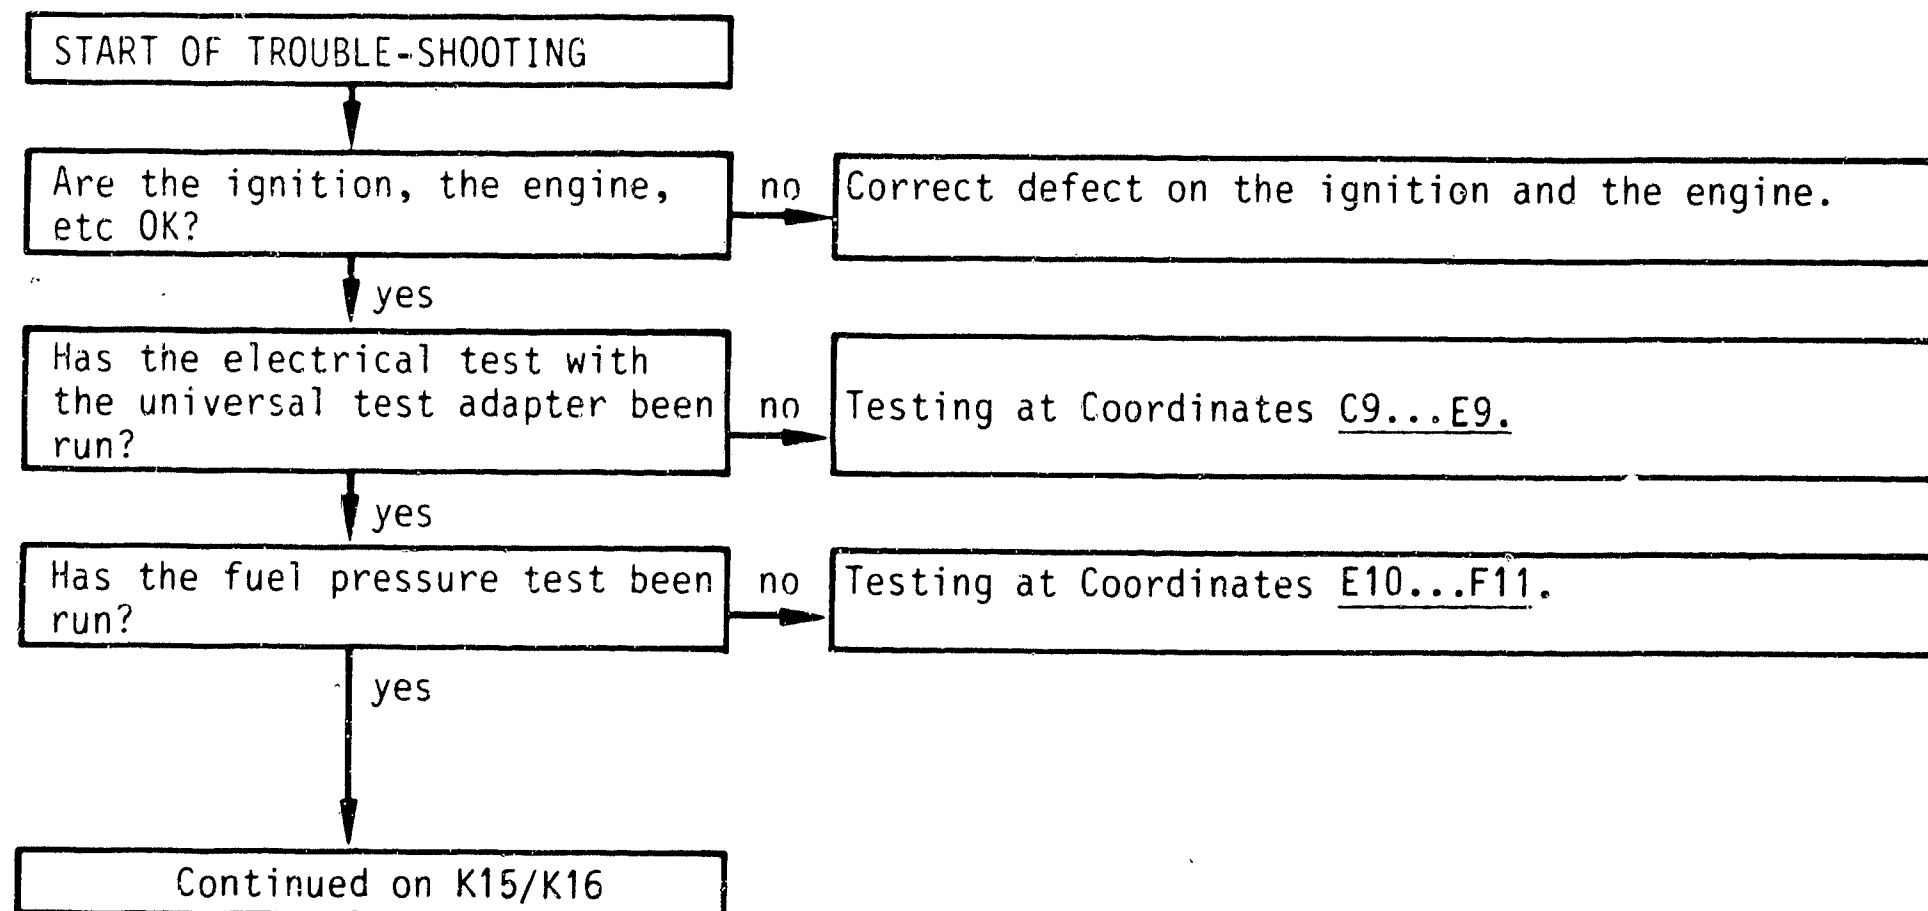 START OF TROUBLE-SHOOTING
Are the ignition, the engine,
etc OK?
no
Correct defect on the ignition and the engine.
yes
Has the electrical test with
the universal test adapter been
run?
no
Testing at Coordinates C9...E9.
yes
Has the fuel pressure test been
run?
no
Testing at Coordinates E10...F11.
yes
Continued on K15/K16